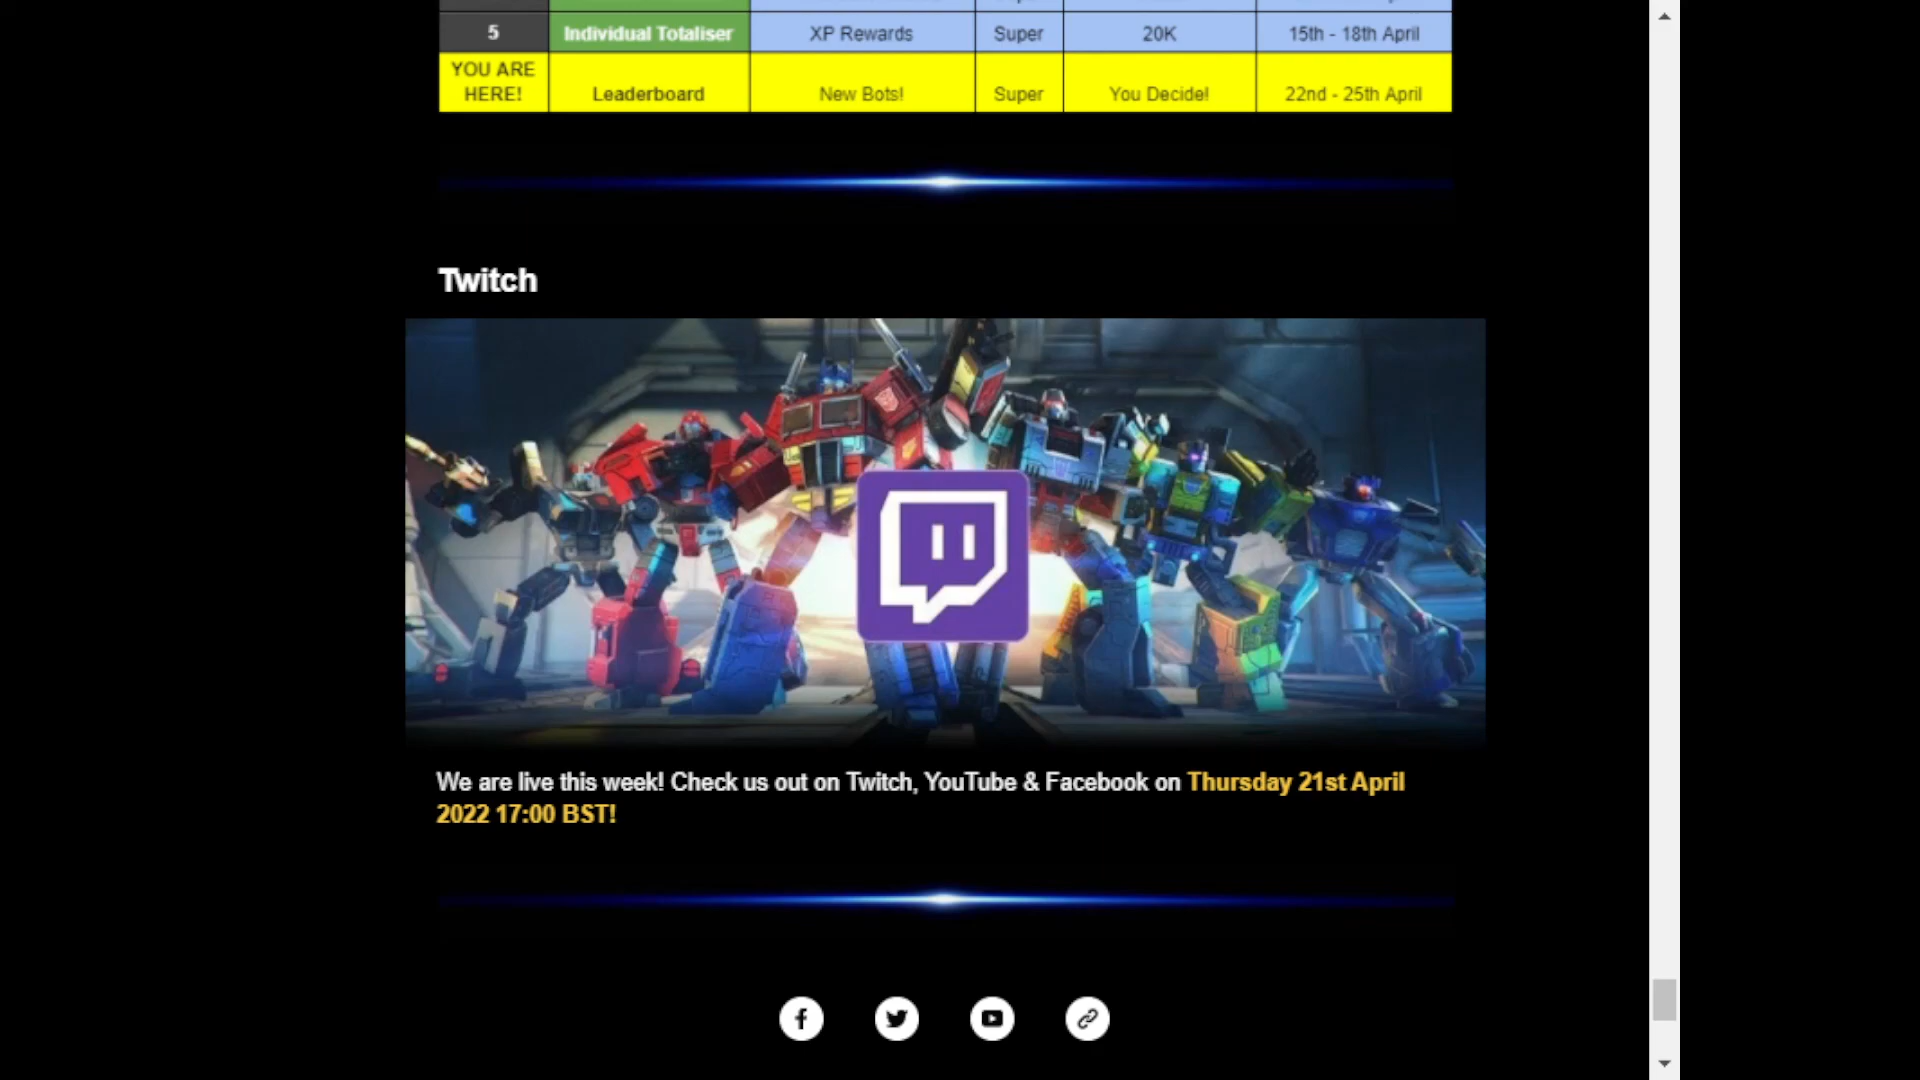 5 Individual Totaliser XP Rewards Super 20K 15th - 18th April
YOU ARE
HERE! Leaderboard New Bots! Super You Decide! 22nd - 25th April
Twitch
We are live this week! Check us out on Twitch, YouTube & Facebook on Thursday 21st April
2022 17:00 BST!